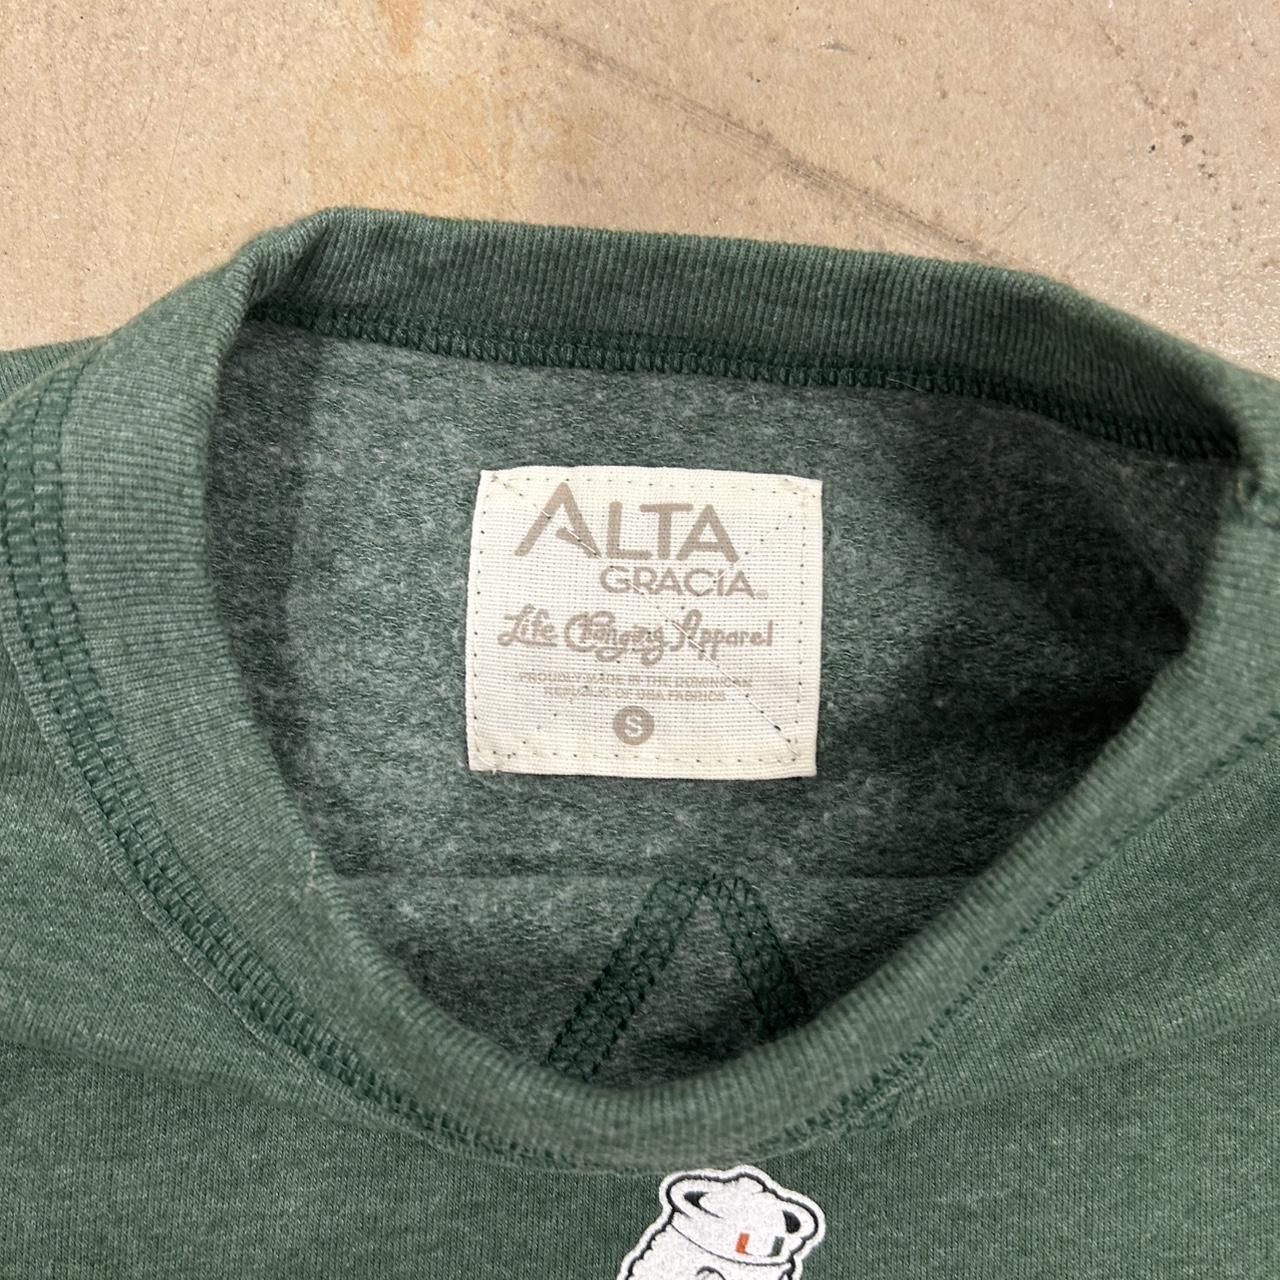 ALTA
GRACIA
Life Changing Apparel
PROUDLY MADE IN THE DOMINICAN
REPUBLIC OF USA FABRICS
S
U